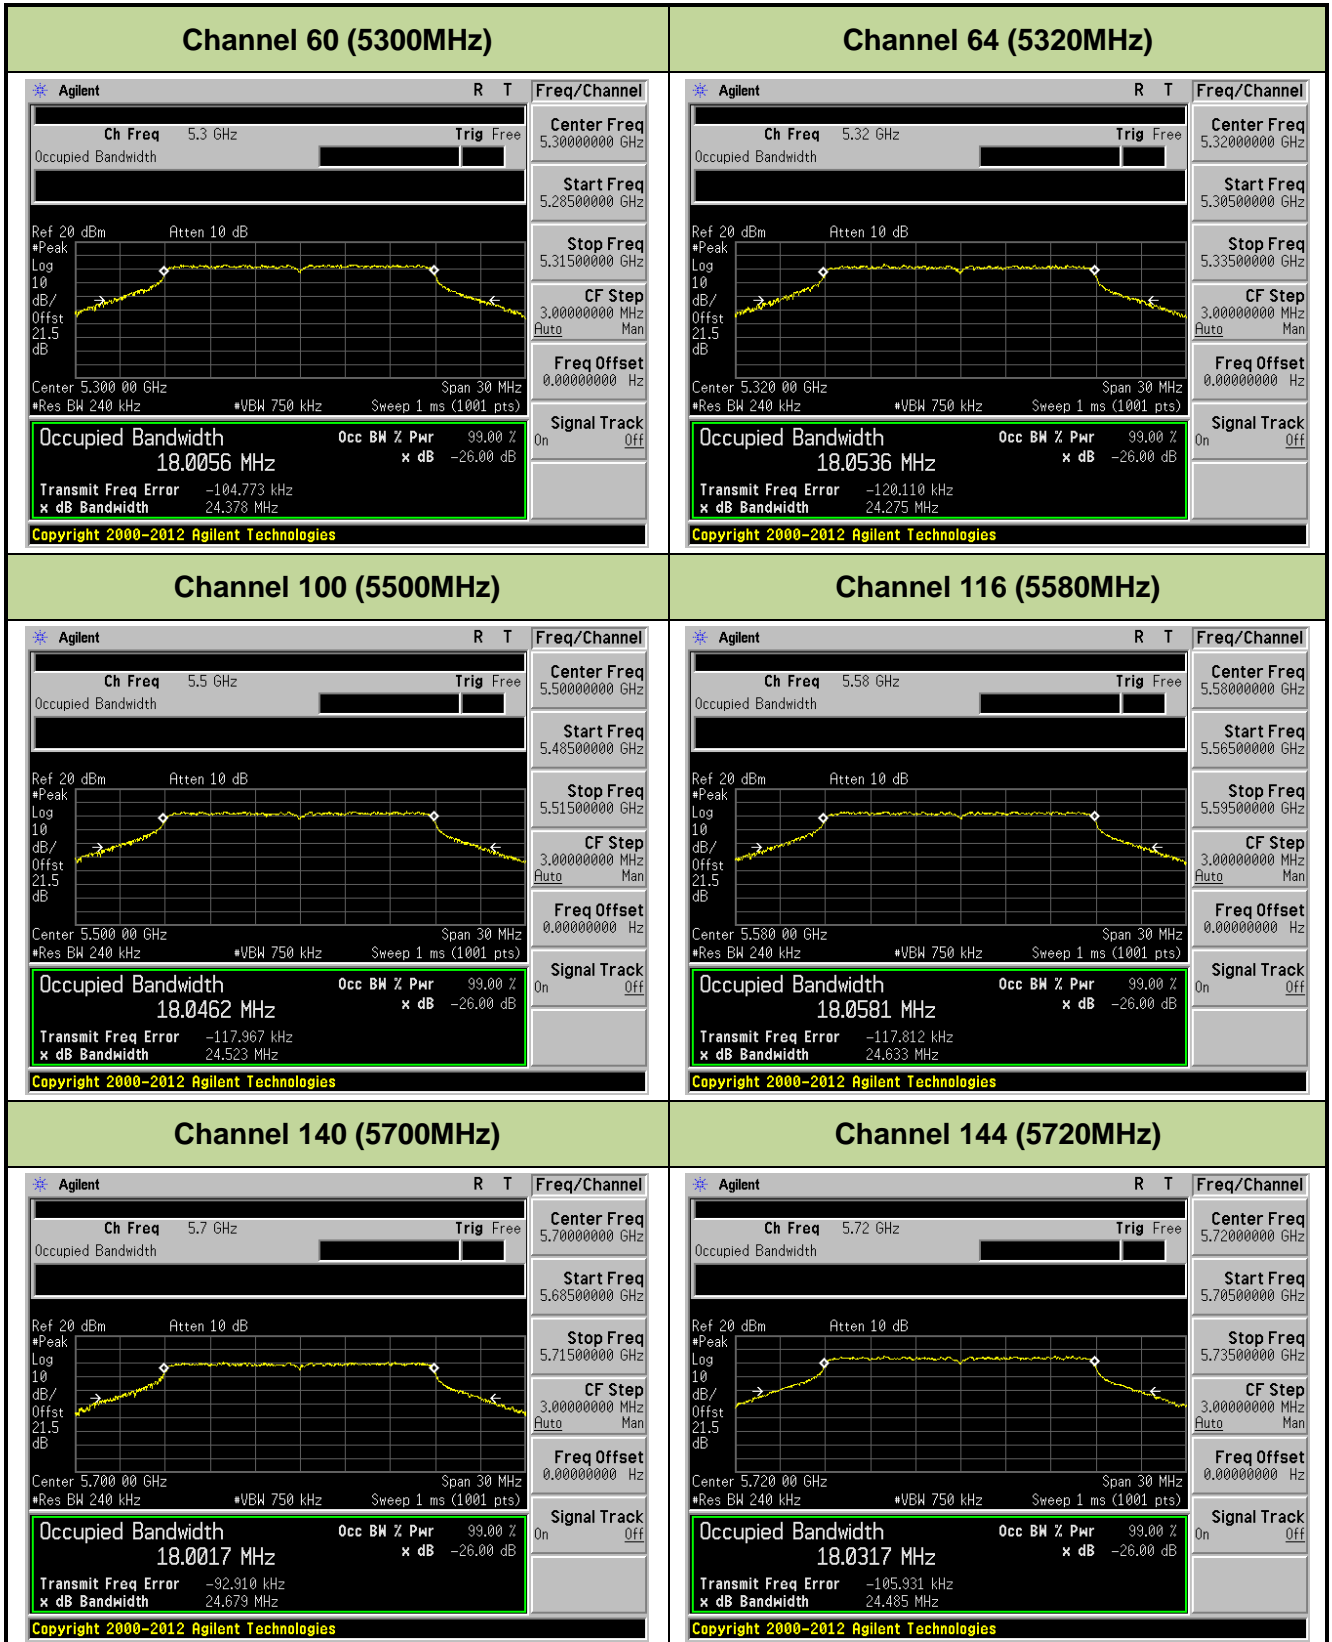 Channel 60 (5300MHz)
Agilent R T
Ch Freq 5.3 GHz Trig Free
Occupied Bandwidth
Ref 20 dBm Atten 10 dB
#Peak
Log
10
dB/
Offst
21.5
dB
Center 5.300 00 GHz Span 30 MHz
#Res BW 240 kHz #VBW 750 kHz Sweep 1 ms (1001 pts)
Occupied Bandwidth Occ BW % Pwr 99.00 %
18.0056 MHz x dB -26.00 dB
Transmit Freq Error -104.773 kHz
x dB Bandwidth 24.378 MHz
Copyright 2000-2012 Agilent Technologies
Freq/Channel
Center Freq
5.30000000 GHz
Start Freq
5.28500000 GHz
Stop Freq
5.31500000 GHz
CF Step
3.00000000 MHz
Auto Man
Freq Offset
0.00000000 Hz
Signal Track
On Off
Channel 64 (5320MHz)
Agilent R T
Ch Freq 5.32 GHz Trig Free
Occupied Bandwidth
Ref 20 dBm Atten 10 dB
#Peak
Log
10
dB/
Offst
21.5
dB
Center 5.320 00 GHz Span 30 MHz
#Res BW 240 kHz #VBW 750 kHz Sweep 1 ms (1001 pts)
Occupied Bandwidth Occ BW % Pwr 99.00 %
18.0536 MHz x dB -26.00 dB
Transmit Freq Error -120.110 kHz
x dB Bandwidth 24.275 MHz
Copyright 2000-2012 Agilent Technologies
Freq/Channel
Center Freq
5.32000000 GHz
Start Freq
5.30500000 GHz
Stop Freq
5.33500000 GHz
CF Step
3.00000000 MHz
Auto Man
Freq Offset
0.00000000 Hz
Signal Track
On Off
Channel 100 (5500MHz)
Agilent R T
Ch Freq 5.5 GHz Trig Free
Occupied Bandwidth
Ref 20 dBm Atten 10 dB
#Peak
Log
10
dB/
Offst
21.5
dB
Center 5.500 00 GHz Span 30 MHz
#Res BW 240 kHz #VBW 750 kHz Sweep 1 ms (1001 pts)
Occupied Bandwidth Occ BW % Pwr 99.00 %
18.0462 MHz x dB -26.00 dB
Transmit Freq Error -117.967 kHz
x dB Bandwidth 24.523 MHz
Copyright 2000-2012 Agilent Technologies
Freq/Channel
Center Freq
5.50000000 GHz
Start Freq
5.48500000 GHz
Stop Freq
5.51500000 GHz
CF Step
3.00000000 MHz
Auto Man
Freq Offset
0.00000000 Hz
Signal Track
On Off
Channel 116 (5580MHz)
Agilent R T
Ch Freq 5.58 GHz Trig Free
Occupied Bandwidth
Ref 20 dBm Atten 10 dB
#Peak
Log
10
dB/
Offst
21.5
dB
Center 5.580 00 GHz Span 30 MHz
#Res BW 240 kHz #VBW 750 kHz Sweep 1 ms (1001 pts)
Occupied Bandwidth Occ BW % Pwr 99.00 %
18.0581 MHz x dB -26.00 dB
Transmit Freq Error -117.812 kHz
x dB Bandwidth 24.633 MHz
Copyright 2000-2012 Agilent Technologies
Freq/Channel
Center Freq
5.58000000 GHz
Start Freq
5.56500000 GHz
Stop Freq
5.59500000 GHz
CF Step
3.00000000 MHz
Auto Man
Freq Offset
0.00000000 Hz
Signal Track
On Off
Channel 140 (5700MHz)
Agilent R T
Ch Freq 5.7 GHz Trig Free
Occupied Bandwidth
Ref 20 dBm Atten 10 dB
#Peak
Log
10
dB/
Offst
21.5
dB
Center 5.700 00 GHz Span 30 MHz
#Res BW 240 kHz #VBW 750 kHz Sweep 1 ms (1001 pts)
Occupied Bandwidth Occ BW % Pwr 99.00 %
18.0017 MHz x dB -26.00 dB
Transmit Freq Error -92.910 kHz
x dB Bandwidth 24.679 MHz
Copyright 2000-2012 Agilent Technologies
Freq/Channel
Center Freq
5.70000000 GHz
Start Freq
5.68500000 GHz
Stop Freq
5.71500000 GHz
CF Step
3.00000000 MHz
Auto Man
Freq Offset
0.00000000 Hz
Signal Track
On Off
Channel 144 (5720MHz)
Agilent R T
Ch Freq 5.72 GHz Trig Free
Occupied Bandwidth
Ref 20 dBm Atten 10 dB
#Peak
Log
10
dB/
Offst
21.5
dB
Center 5.720 00 GHz Span 30 MHz
#Res BW 240 kHz #VBW 750 kHz Sweep 1 ms (1001 pts)
Occupied Bandwidth Occ BW % Pwr 99.00 %
18.0317 MHz x dB -26.00 dB
Transmit Freq Error -105.931 kHz
x dB Bandwidth 24.485 MHz
Copyright 2000-2012 Agilent Technologies
Freq/Channel
Center Freq
5.72000000 GHz
Start Freq
5.70500000 GHz
Stop Freq
5.73500000 GHz
CF Step
3.00000000 MHz
Auto Man
Freq Offset
0.00000000 Hz
Signal Track
On Off